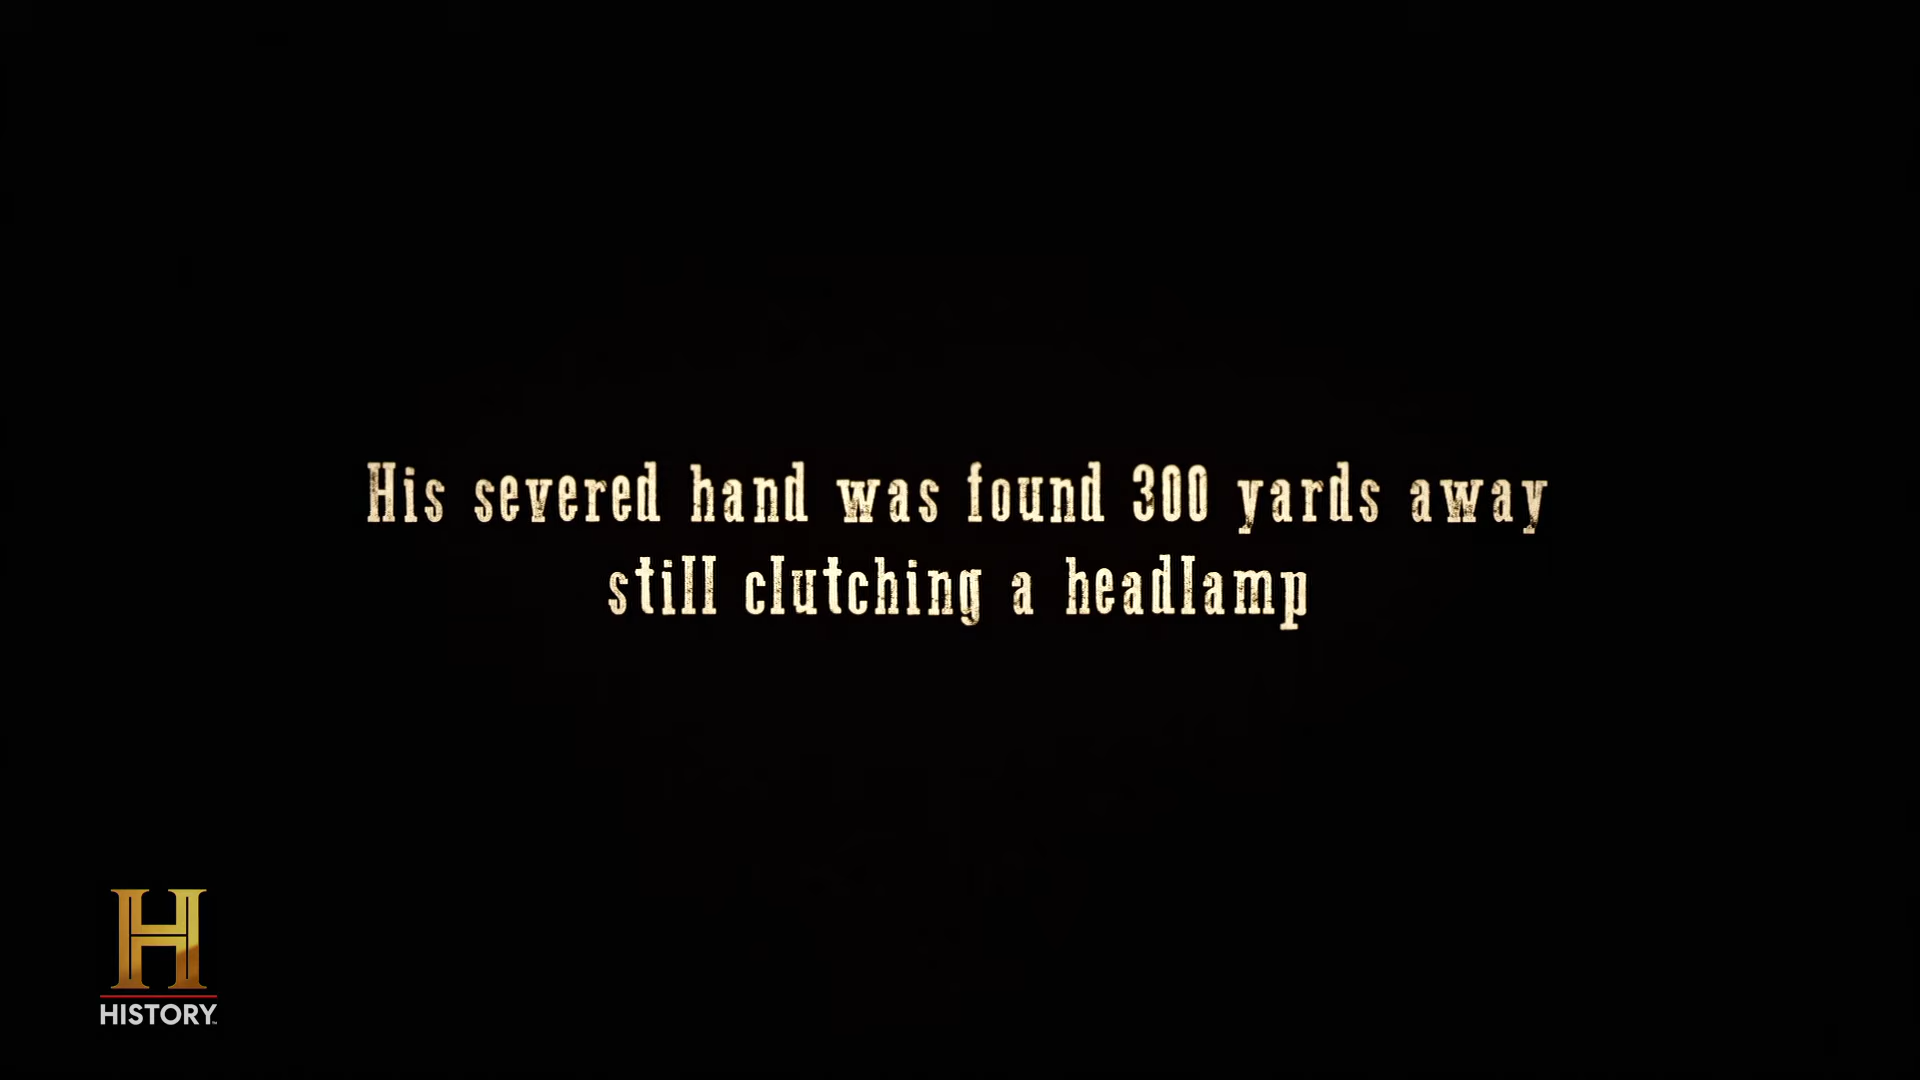 His severed hand was found 300 yards away
still clutching a headlamp
HISTORY